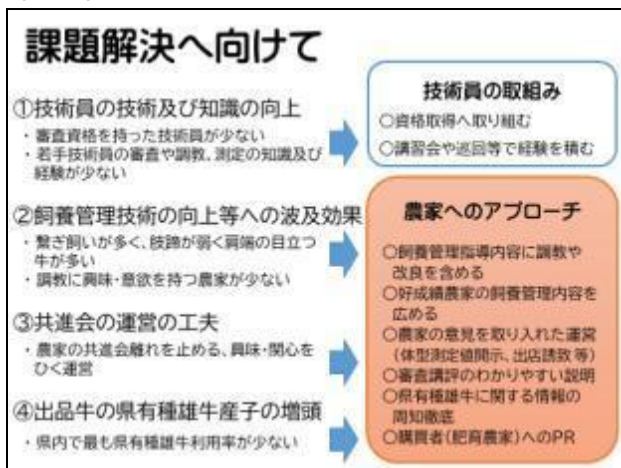 課題解決へ向けて
①技術員の技術及び知識の向上
・審査資格を持った技術員が少ない
・若手技術員の審査や調教、測定の知識及び
経験が少ない
②飼養管理技術の向上等への波及効果
・繋ぎ飼いが多く、肢蹄が弱く肩端の目立つ
牛が多い
・調教に興味・意欲を持つ農家が少ない
③共進会の運営の工夫
・農家の共進会離れを止める、興味・関心を
ひく運営
④出品牛の県有種雄牛産子の増頭
・県内で最も県有種雄牛利用率が少ない
技術員の取組み
○資格取得へ取り組む
○講習会や巡回等で経験を積む
農家へのアプローチ
○飼養管理指導内容に調教や
改良を含める
○好成績農家の飼養管理内容を
広める
○農家の意見を取り入れた運営
(体型測定値開示、出店誘致 等)
○審査講評のわかりやすい説明
○県有種雄牛に関する情報の
周知徹底
○購買者(肥育農家)へのPR